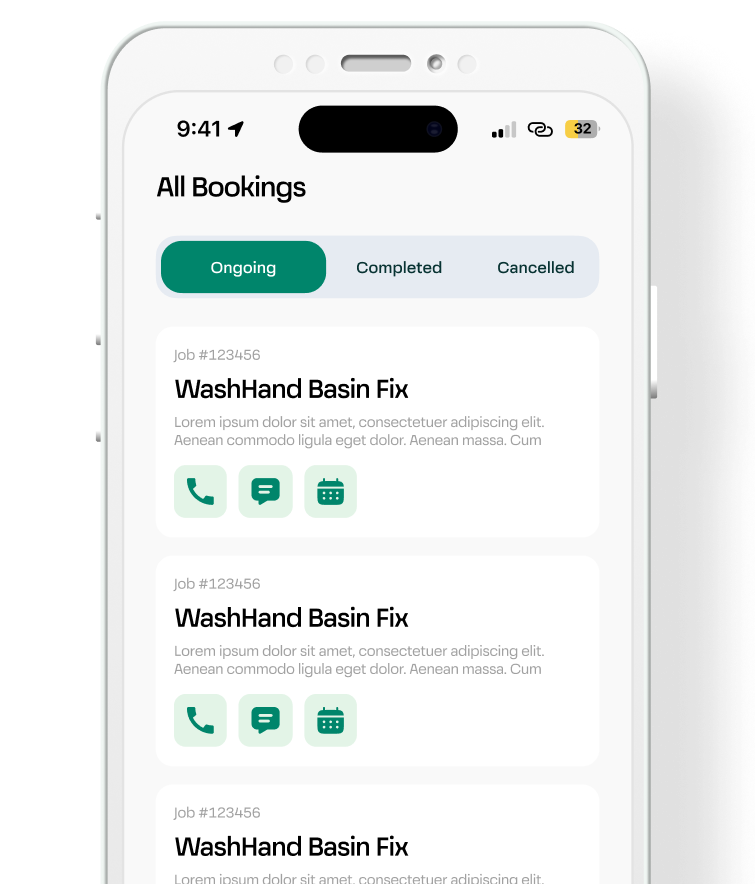 9:41
32
All Bookings
Ongoing Completed Cancelled
Job #123456
WashHand Basin Fix
Lorem ipsum dolor sit amet, consectetuer adipiscing elit.
Aenean commodo ligula eget dolor. Aenean massa. Cum
Job #123456
WashHand Basin Fix
Lorem ipsum dolor sit amet, consectetuer adipiscing elit.
Aenean commodo ligula eget dolor. Aenean massa. Cum
Job #123456
WashHand Basin Fix
Lorem ipsum dolor sit amet, consectetuer adipiscing elit.